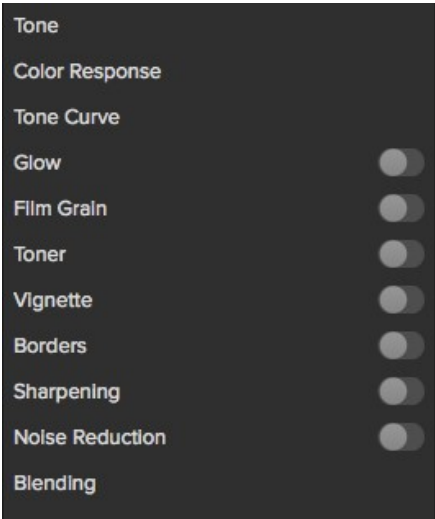 Tone
Color Response
Tone Curve
Glow
Film Grain
Toner
Vignette
Borders
Sharpening
Noise Reduction
Blending